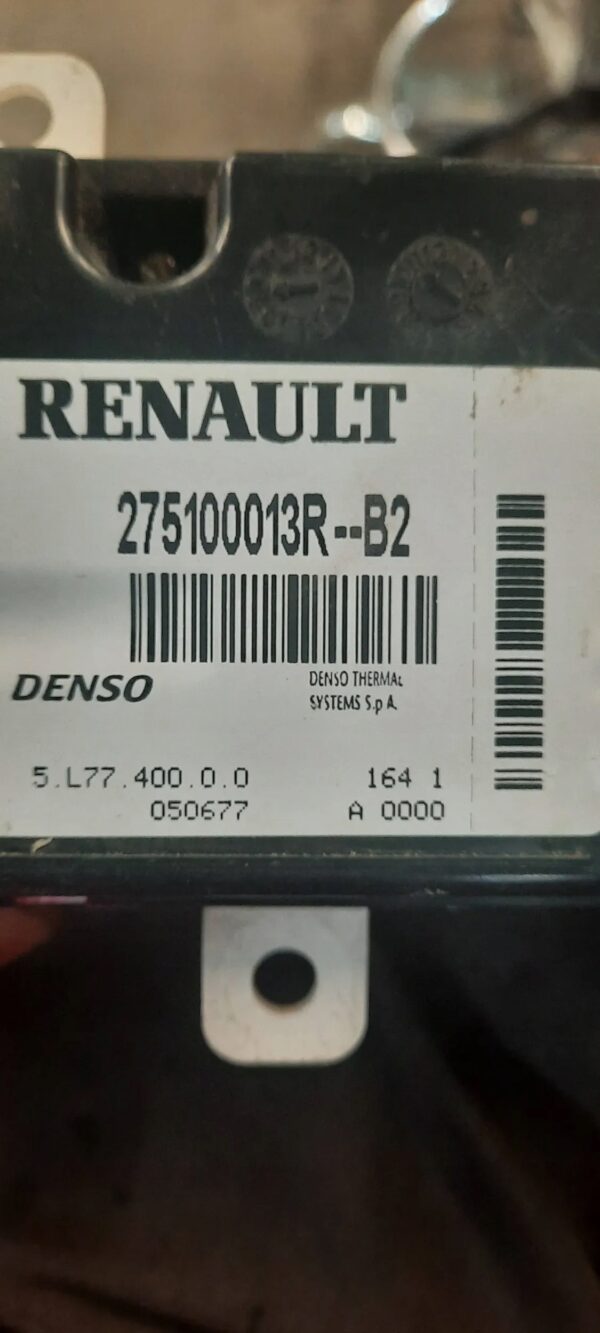 RENAULT
275100013R--B2
DENSO
DENSO THERMAL
SYSTEMS S.p A.
5.L77.400.0.0 164 1
050677 A 0000